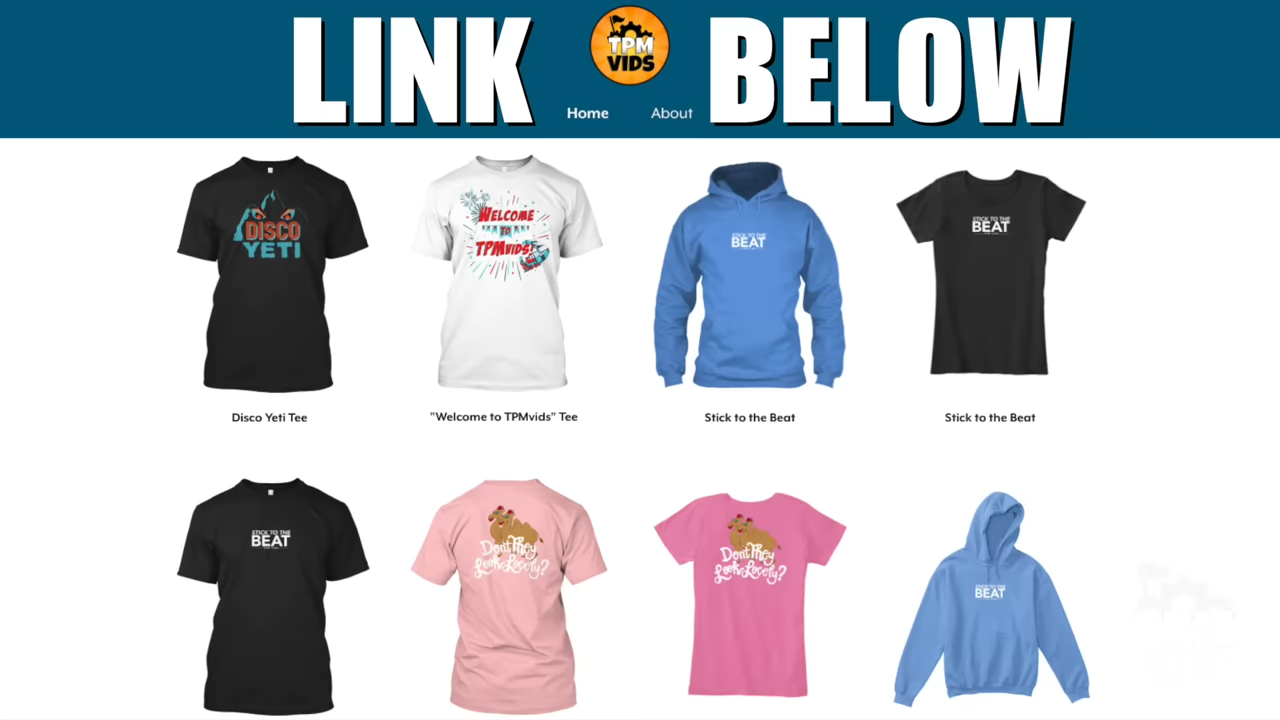 LINK BELOW
TPM
VIDS
Home About
DISCO
YETI
WELCOME
TO
TPMVIDS!
STICK TO THE
BEAT
STICK TO THE
BEAT
Disco Yeti Tee
"Welcome to TPMvids" Tee
Stick to the Beat
Stick to the Beat
STICK TO THE
BEAT
Don't They
Look Loosely?
Don't They
Look Loosely?
STICK TO THE
BEAT